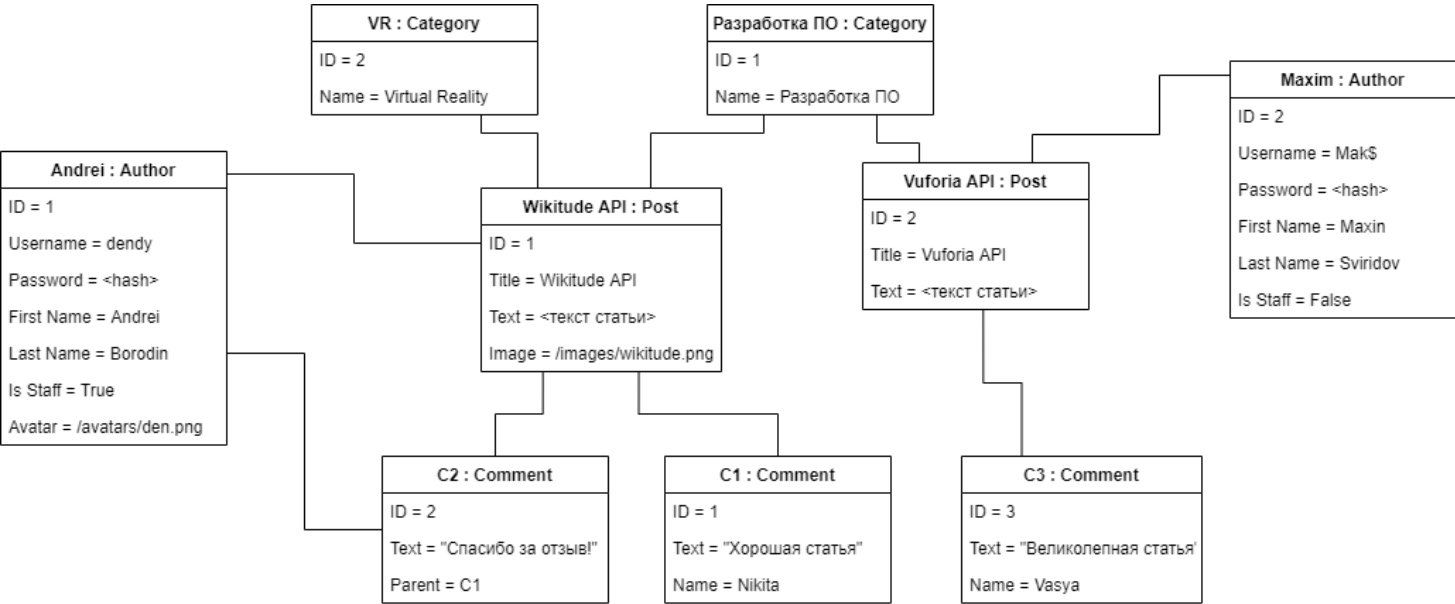 VR : Category
ID = 2
Name = Virtual Reality
Разработка ПО : Category
ID = 1
Name = Разработка ПО
Maxim : Author
ID = 2
Username = Mak$
Password = <hash>
First Name = Maxin
Last Name = Sviridov
Is Staff = False
Andrei : Author
ID = 1
Username = dendy
Password = <hash>
First Name = Andrei
Last Name = Borodin
Is Staff = True
Avatar = /avatars/den.png
Wikitude API : Post
ID = 1
Title = Wikitude API
Text = <текст статьи>
Image = /images/wikitude.png
Vuforia API : Post
ID = 2
Title = Vuforia API
Text = <текст статьи>
C2 : Comment
ID = 2
Text = "Спасибо за отзыв!"
Parent = C1
C1 : Comment
ID = 1
Text = "Хорошая статья"
Name = Nikita
C3 : Comment
ID = 3
Text = "Великолепная статья"
Name = Vasya